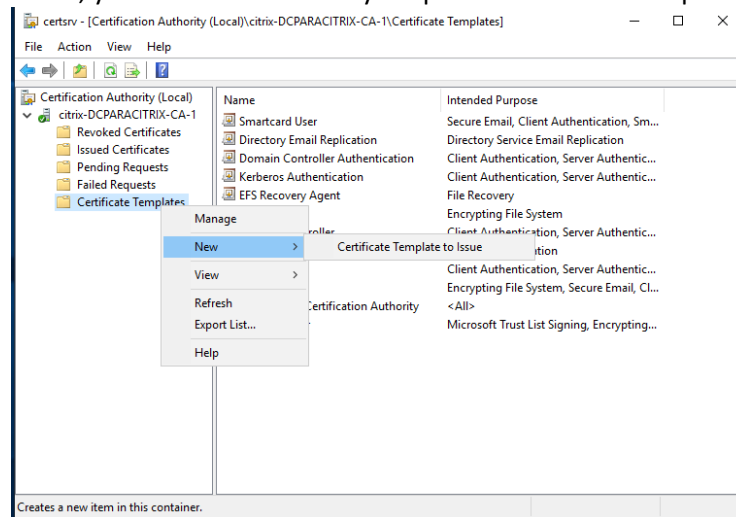 certsrv - [Certification Authority (Local)\citrix-DCPARACITRIX-CA-1\Certificate Templates]
File Action View Help
Certification Authority (Local)
citrix-DCPARACITRIX-CA-1
Revoked Certificates
Issued Certificates
Pending Requests
Failed Requests
Certificate Templates
Name Intended Purpose
Smartcard User Secure Email, Client Authentication, Sm...
Directory Email Replication Directory Service Email Replication
Domain Controller Authentication Client Authentication, Server Authentic...
Kerberos Authentication Client Authentication, Server Authentic...
EFS Recovery Agent File Recovery
Encrypting File System
Client Authentication, Server Authentic...
Client Authentication, Server Authentic...
Encrypting File System, Secure Email, Cl...
Certification Authority <All>
Microsoft Trust List Signing, Encrypting...
Manage
New >
Certificate Template to Issue
View >
Refresh
Export List...
Help
Creates a new item in this container.